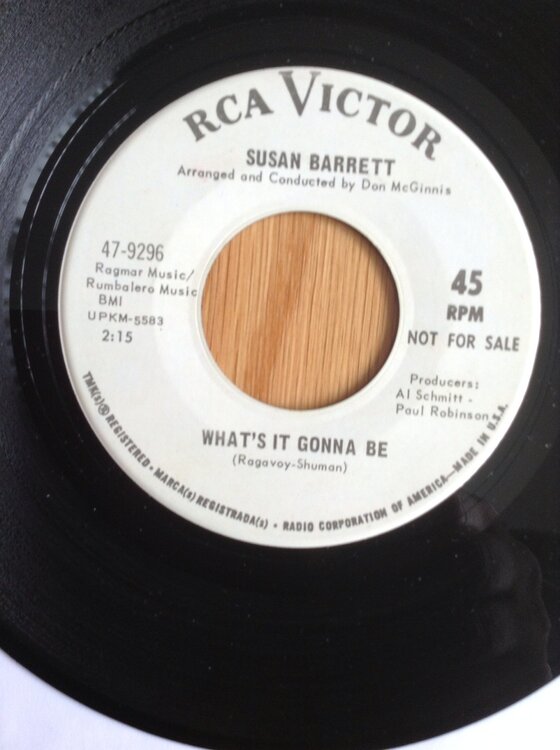 RCA VICTOR
SUSAN BARRETT
Arranged and Conducted by Don McGinnis
47-9296
Ragmar Music/
Rumbalero Music
BMI
UPKM-5583
2:15
45
RPM
NOT FOR SALE
Producers:
Al Schmitt -
Paul Robinson
WHAT'S IT GONNA BE
(Ragavoy-Shuman)
TMK(s) ® REGISTERED • MARCA(s) REGISTRADA(s) • RADIO CORPORATION OF AMERICA—MADE IN U.S.A.